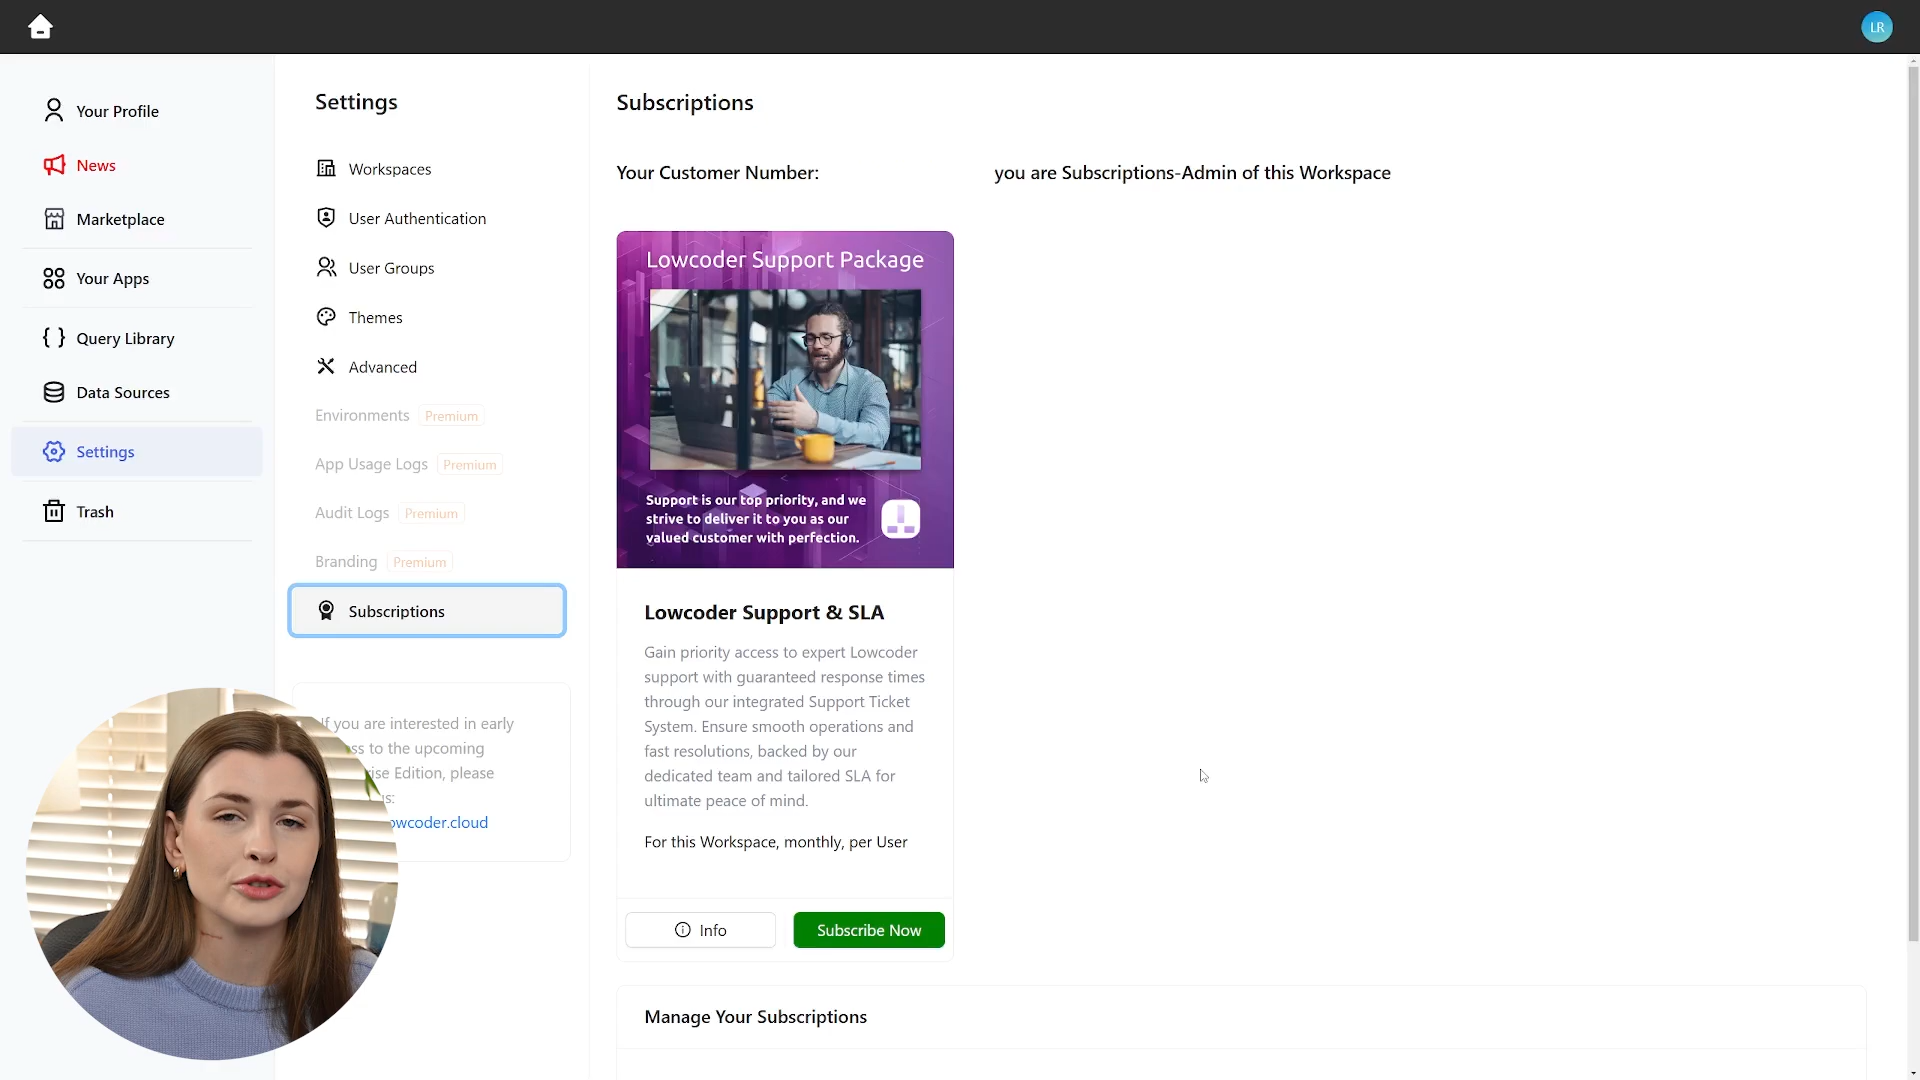 LR
Your Profile
News
Marketplace
Your Apps
Query Library
Data Sources
Settings
Trash
Settings
Workspaces
User Authentication
User Groups
Themes
Advanced
Environments Premium
App Usage Logs Premium
Audit Logs Premium
Branding Premium
Subscriptions
If you are interested in early
ss to the upcoming
ise Edition, please
us:
owcoder.cloud
Subscriptions
Your Customer Number:
you are Subscriptions-Admin of this Workspace
Lowcoder Support Package
Support is our top priority, and we
strive to deliver it to you as our
valued customer with perfection.
Lowcoder Support & SLA
Gain priority access to expert Lowcoder
support with guaranteed response times
through our integrated Support Ticket
System. Ensure smooth operations and
fast resolutions, backed by our
dedicated team and tailored SLA for
ultimate peace of mind.
For this Workspace, monthly, per User
Info
Subscribe Now
Manage Your Subscriptions